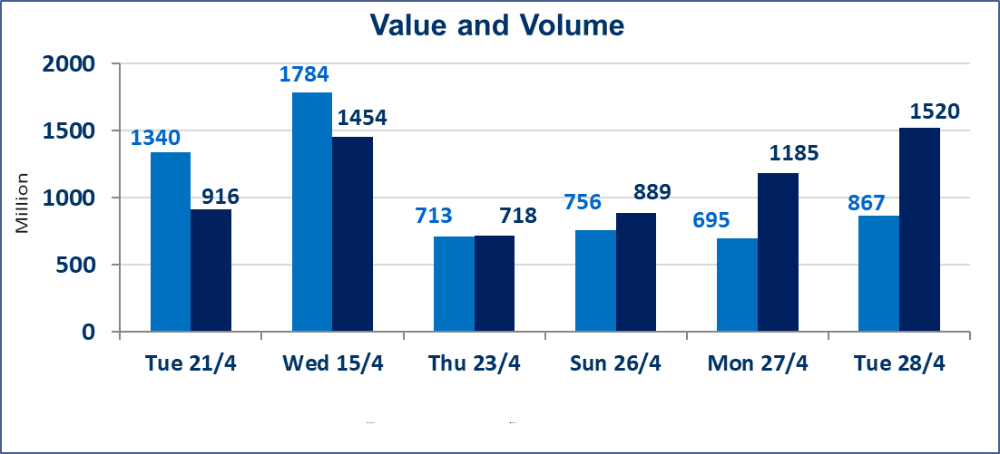 Value and Volume
2000
1500
1000
500
0
Million
1340
916
1784
1454
713
718
756
889
695
1185
867
1520
Tue 21/4
Wed 15/4
Thu 23/4
Sun 26/4
Mon 27/4
Tue 28/4